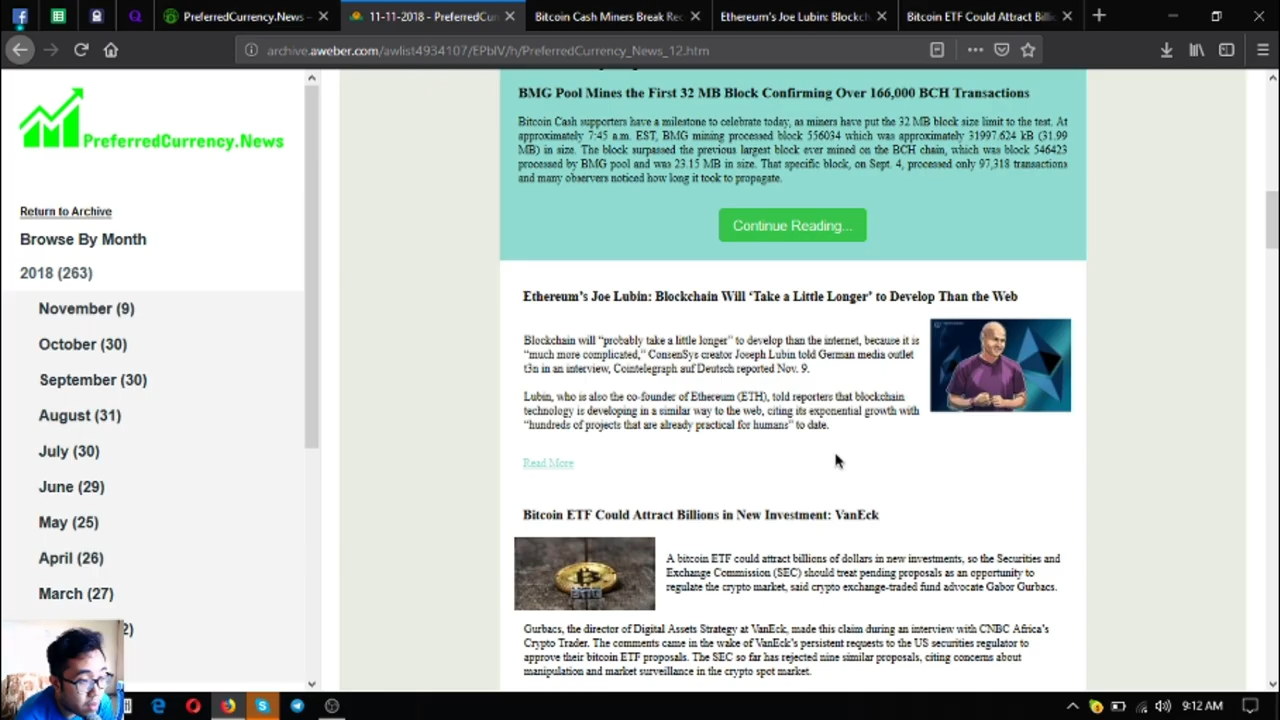 PreferredCurrency.News –
11-11-2018 - PreferredCur
Bitcoin Cash Miners Break Rec
Ethereum's Joe Lubin: Blockch
Bitcoin ETF Could Attract Billi
archive.aweber.com/awlist4934107/EPbIV/h/PreferredCurrency_News_12.htm
PreferredCurrency.News
Return to Archive
Browse By Month
2018 (263)
November (9)
October (30)
September (30)
August (31)
July (30)
June (29)
May (25)
April (26)
March (27)
2)
BMG Pool Mines the First 32 MB Block Confirming Over 166,000 BCH Transactions
Bitcoin Cash supporters have a milestone to celebrate today, as miners have put the 32 MB block size limit to the test. At
approximately 7:45 a.m. EST, BMG mining processed block 556034 which was approximately 31997.624 kB (31.99
MB) in size. The block surpassed the previous largest block ever mined on the BCH chain, which was block 546423
processed by BMG pool and was 23.15 MB in size. That specific block, on Sept. 4, processed only 97,318 transactions
and many observers noticed how long it took to propagate.
Continue Reading...
Ethereum's Joe Lubin: Blockchain Will 'Take a Little Longer' to Develop Than the Web
Blockchain will “probably take a little longer” to develop than the internet, because it is
“much more complicated,” ConsenSys creator Joseph Lubin told German media outlet
t3n in an interview, Cointelegraph auf Deutsch reported Nov. 9.
Lubin, who is also the co-founder of Ethereum (ETH), told reporters that blockchain
technology is developing in a similar way to the web, citing its exponential growth with
“hundreds of projects that are already practical for humans” to date.
Read More
Bitcoin ETF Could Attract Billions in New Investment: VanEck
A bitcoin ETF could attract billions of dollars in new investments, so the Securities and
Exchange Commission (SEC) should treat pending proposals as an opportunity to
regulate the crypto market, said crypto exchange-traded fund advocate Gabor Gurbacs.
Gurbacs, the director of Digital Assets Strategy at VanEck, made this claim during an interview with CNBC Africa's
Crypto Trader. The comments came in the wake of VanEck's persistent requests to the US securities regulator to
approve their bitcoin ETF proposals. The SEC so far has rejected nine similar proposals, citing concerns about
manipulation and market surveillance in the crypto spot market.
9:12 AM